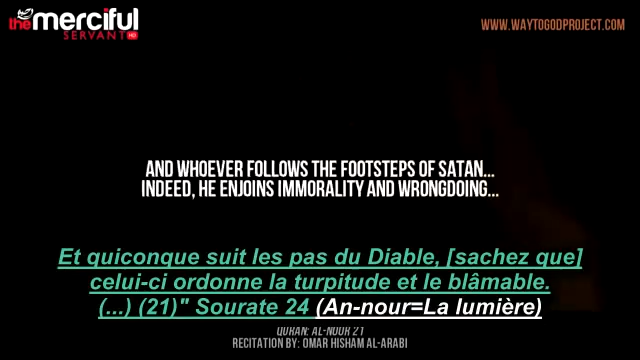 the merciful
SERVANT HD
WWW.WAYTOGODPROJECT.COM
AND WHOEVER FOLLOWS THE FOOTSTEPS OF SATAN...
INDEED, HE ENJOINS IMMORALITY AND WRONGDOING...
Et quiconque suit les pas du Diable, [sachez que]
celui-ci ordonne la turpitude et le blâmable.
(...) (21)" Sourate 24 (An-nour=La lumière)
QURAN: AL-NOOR 21
RECITATION BY: OMAR HISHAM AL-ARABI